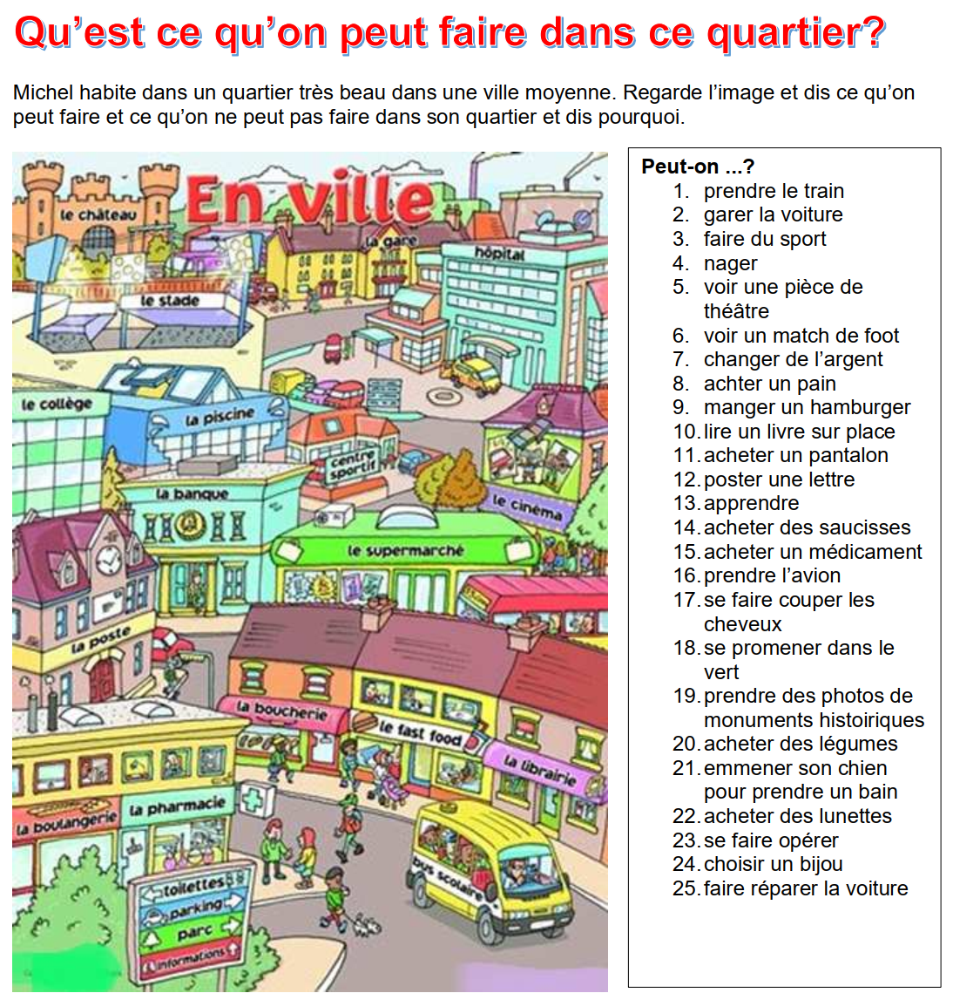 Qu’est ce qu’on peut faire dans ce quartier?
Michel habite dans un quartier très beau dans une ville moyenne. Regarde l’image et dis ce qu’on
peut faire et ce qu’on ne peut pas faire dans son quartier et dis pourquoi.
En ville
le château
la gare
hôpital
le stade
le collège
la piscine
centre
sportif
la banque
le cinéma
le supermarché
la poste
la boucherie
le fast food
la librairie
la boulangerie
la pharmacie
bus scolaire
toilettes
parking
parc
i informations
Peut-on ...?
1. prendre le train
2. garer la voiture
3. faire du sport
4. nager
5. voir une pièce de
théâtre
6. voir un match de foot
7. changer de l’argent
8. achter un pain
9. manger un hamburger
10. lire un livre sur place
11. acheter un pantalon
12. poster une lettre
13. apprendre
14. acheter des saucisses
15. acheter un médicament
16. prendre l’avion
17. se faire couper les
cheveux
18. se promener dans le
vert
19. prendre des photos de
monuments histoiriques
20. acheter des légumes
21. emmener son chien
pour prendre un bain
22. acheter des lunettes
23. se faire opérer
24. choisir un bijou
25. faire réparer la voiture